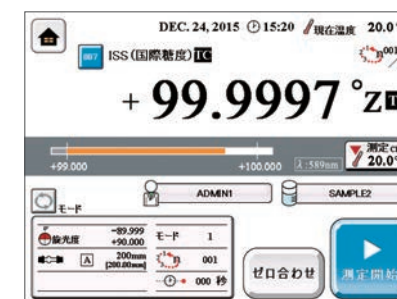 DEC. 24, 2015 15:20 現在温度 20.0°
007 ISS (国際糖度) TC
+ 99.9997 °Z
+99.000 +100.000 λ:589nm 測定 20.0°
モード ADMIN1 SAMPLE2
旋光度 -89.999 +90.000 モード 1
A 200mm [200.00mm] n 001
000 秒
ゼロ合わせ
測定開始